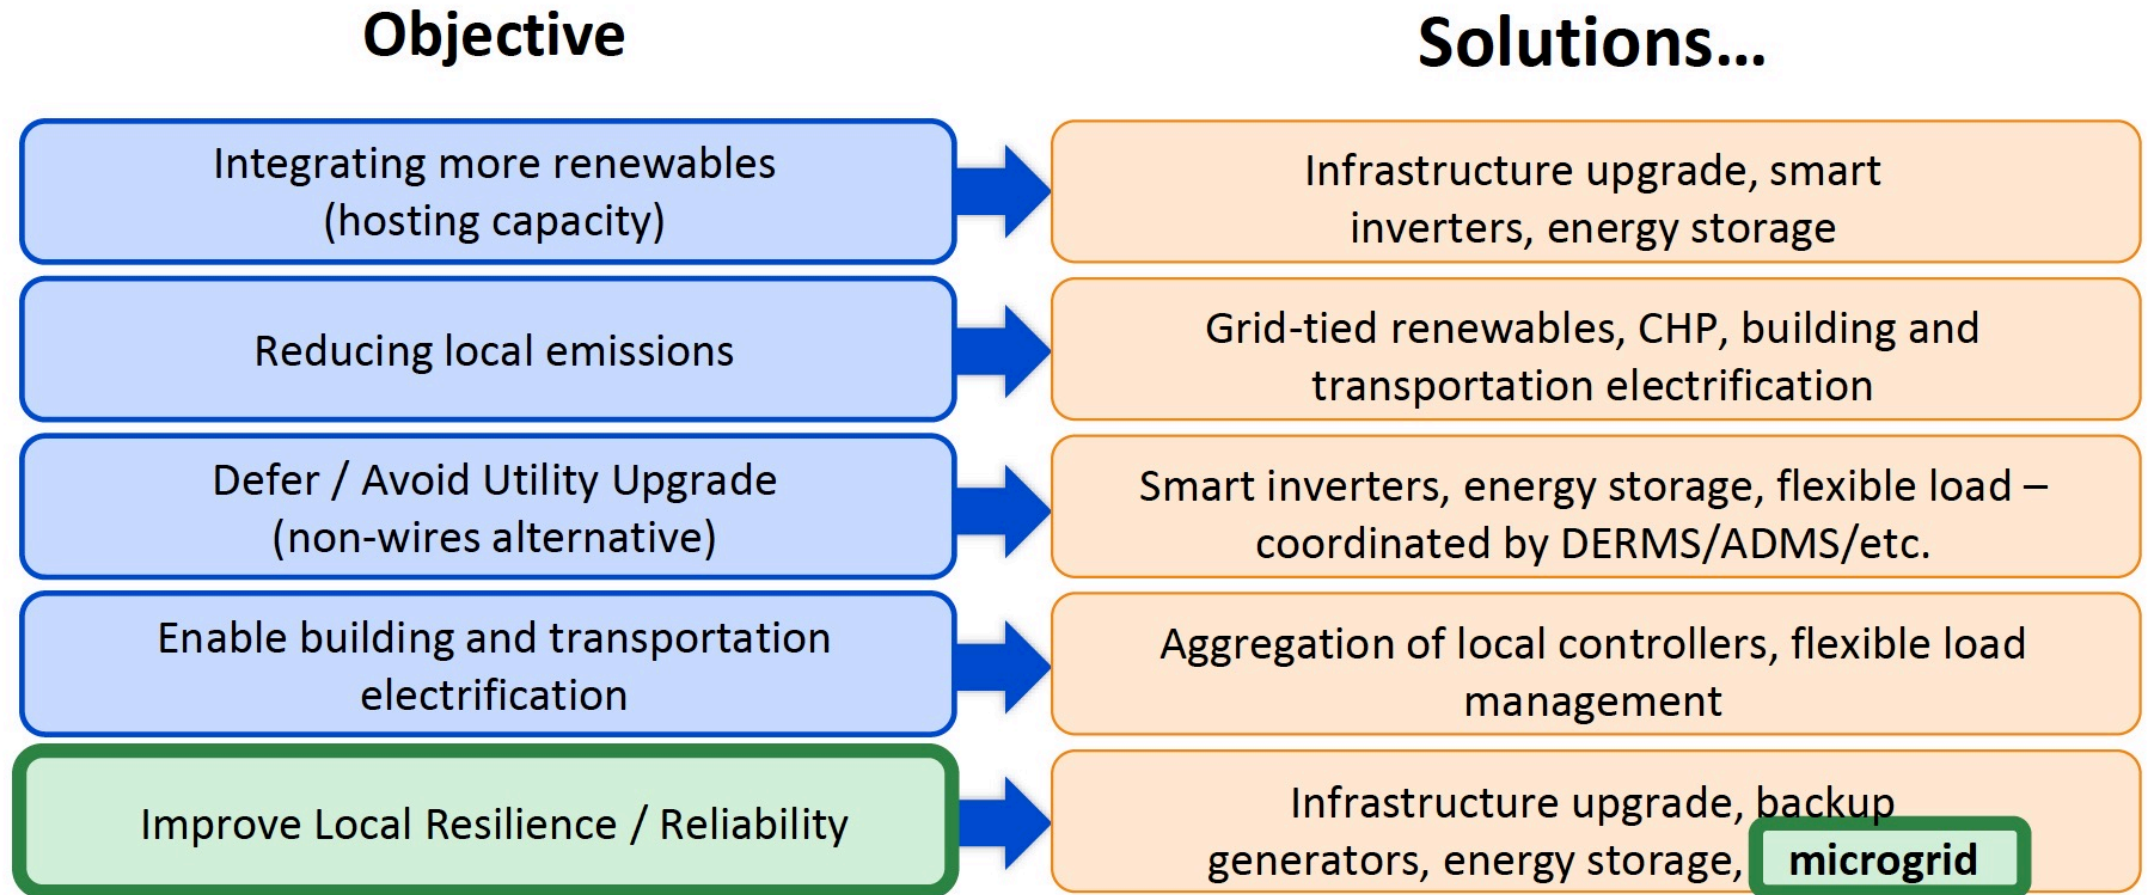 Objective
Solutions...
Integrating more renewables
(hosting capacity)
Infrastructure upgrade, smart
inverters, energy storage
Reducing local emissions
Grid-tied renewables, CHP, building and
transportation electrification
Defer / Avoid Utility Upgrade
(non-wires alternative)
Smart inverters, energy storage, flexible load –
coordinated by DERMS/ADMS/etc.
Enable building and transportation
electrification
Aggregation of local controllers, flexible load
management
Improve Local Resilience / Reliability
Infrastructure upgrade, backup
generators, energy storage, microgrid